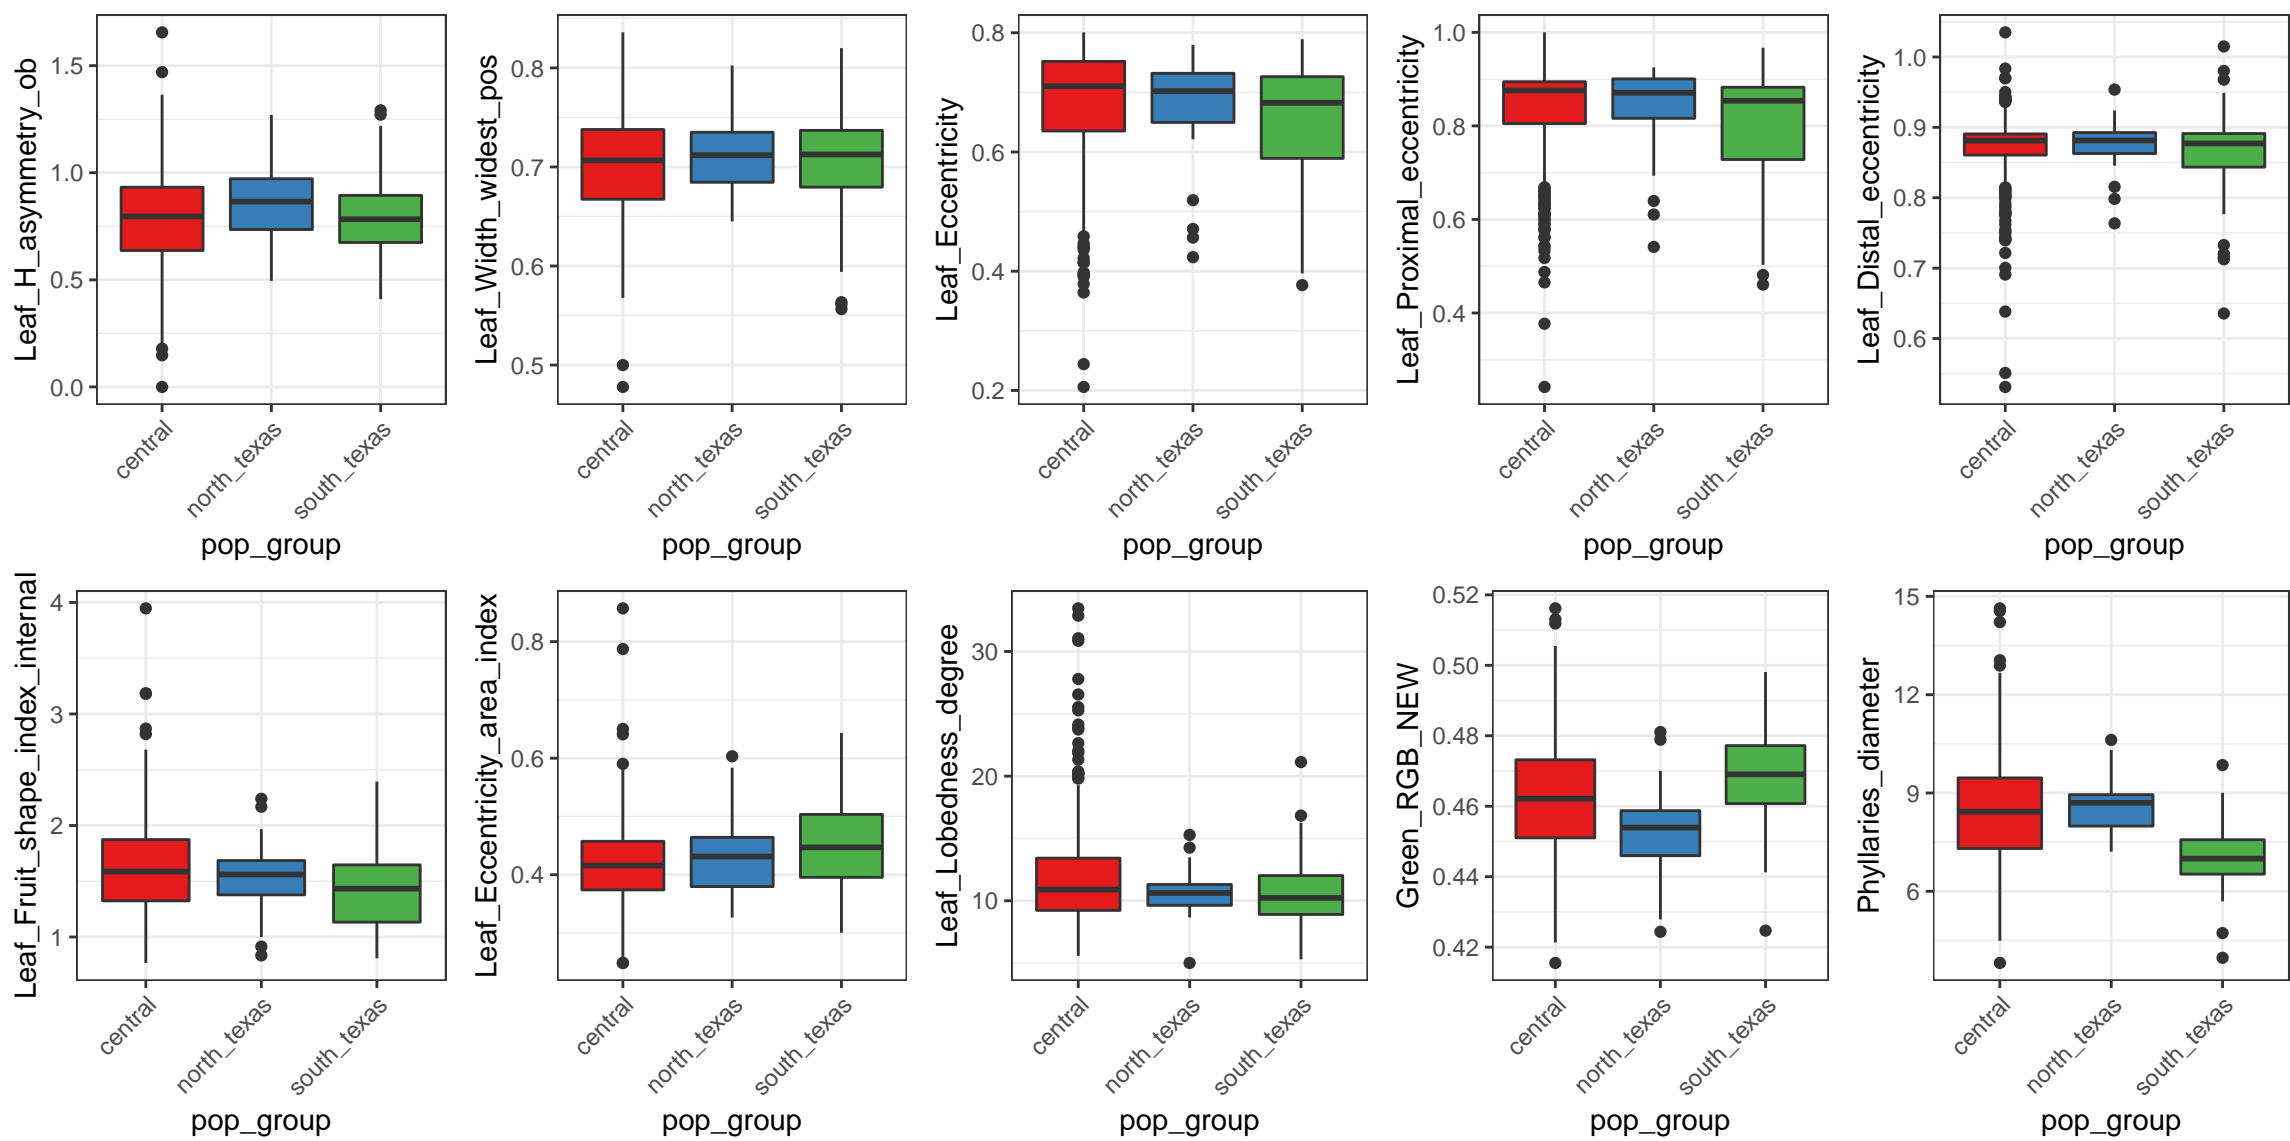 Leaf_H_asymmetry_ob
1.5
1.0
0.5
0.0
central
north_texas
south_texas
pop_group
Leaf_Width_widest_pos
0.8
0.7
0.6
0.5
central
north_texas
south_texas
pop_group
Leaf_Eccentricity
0.8
0.6
0.4
0.2
central
north_texas
south_texas
pop_group
Leaf_Proximal_eccentricity
1.0
0.8
0.6
0.4
central
north_texas
south_texas
pop_group
Leaf_Distal_eccentricity
1.0
0.9
0.8
0.7
0.6
central
north_texas
south_texas
pop_group
Leaf_Fruit_shape_index_internal
4
3
2
1
central
north_texas
south_texas
pop_group
Leaf_Eccentricity_area_index
0.8
0.6
0.4
central
north_texas
south_texas
pop_group
Leaf_Lobedness_degree
30
20
10
central
north_texas
south_texas
pop_group
Green_RGB_NEW
0.52
0.50
0.48
0.46
0.44
0.42
central
north_texas
south_texas
pop_group
Phyllaries_diameter
15
12
9
6
central
north_texas
south_texas
pop_group